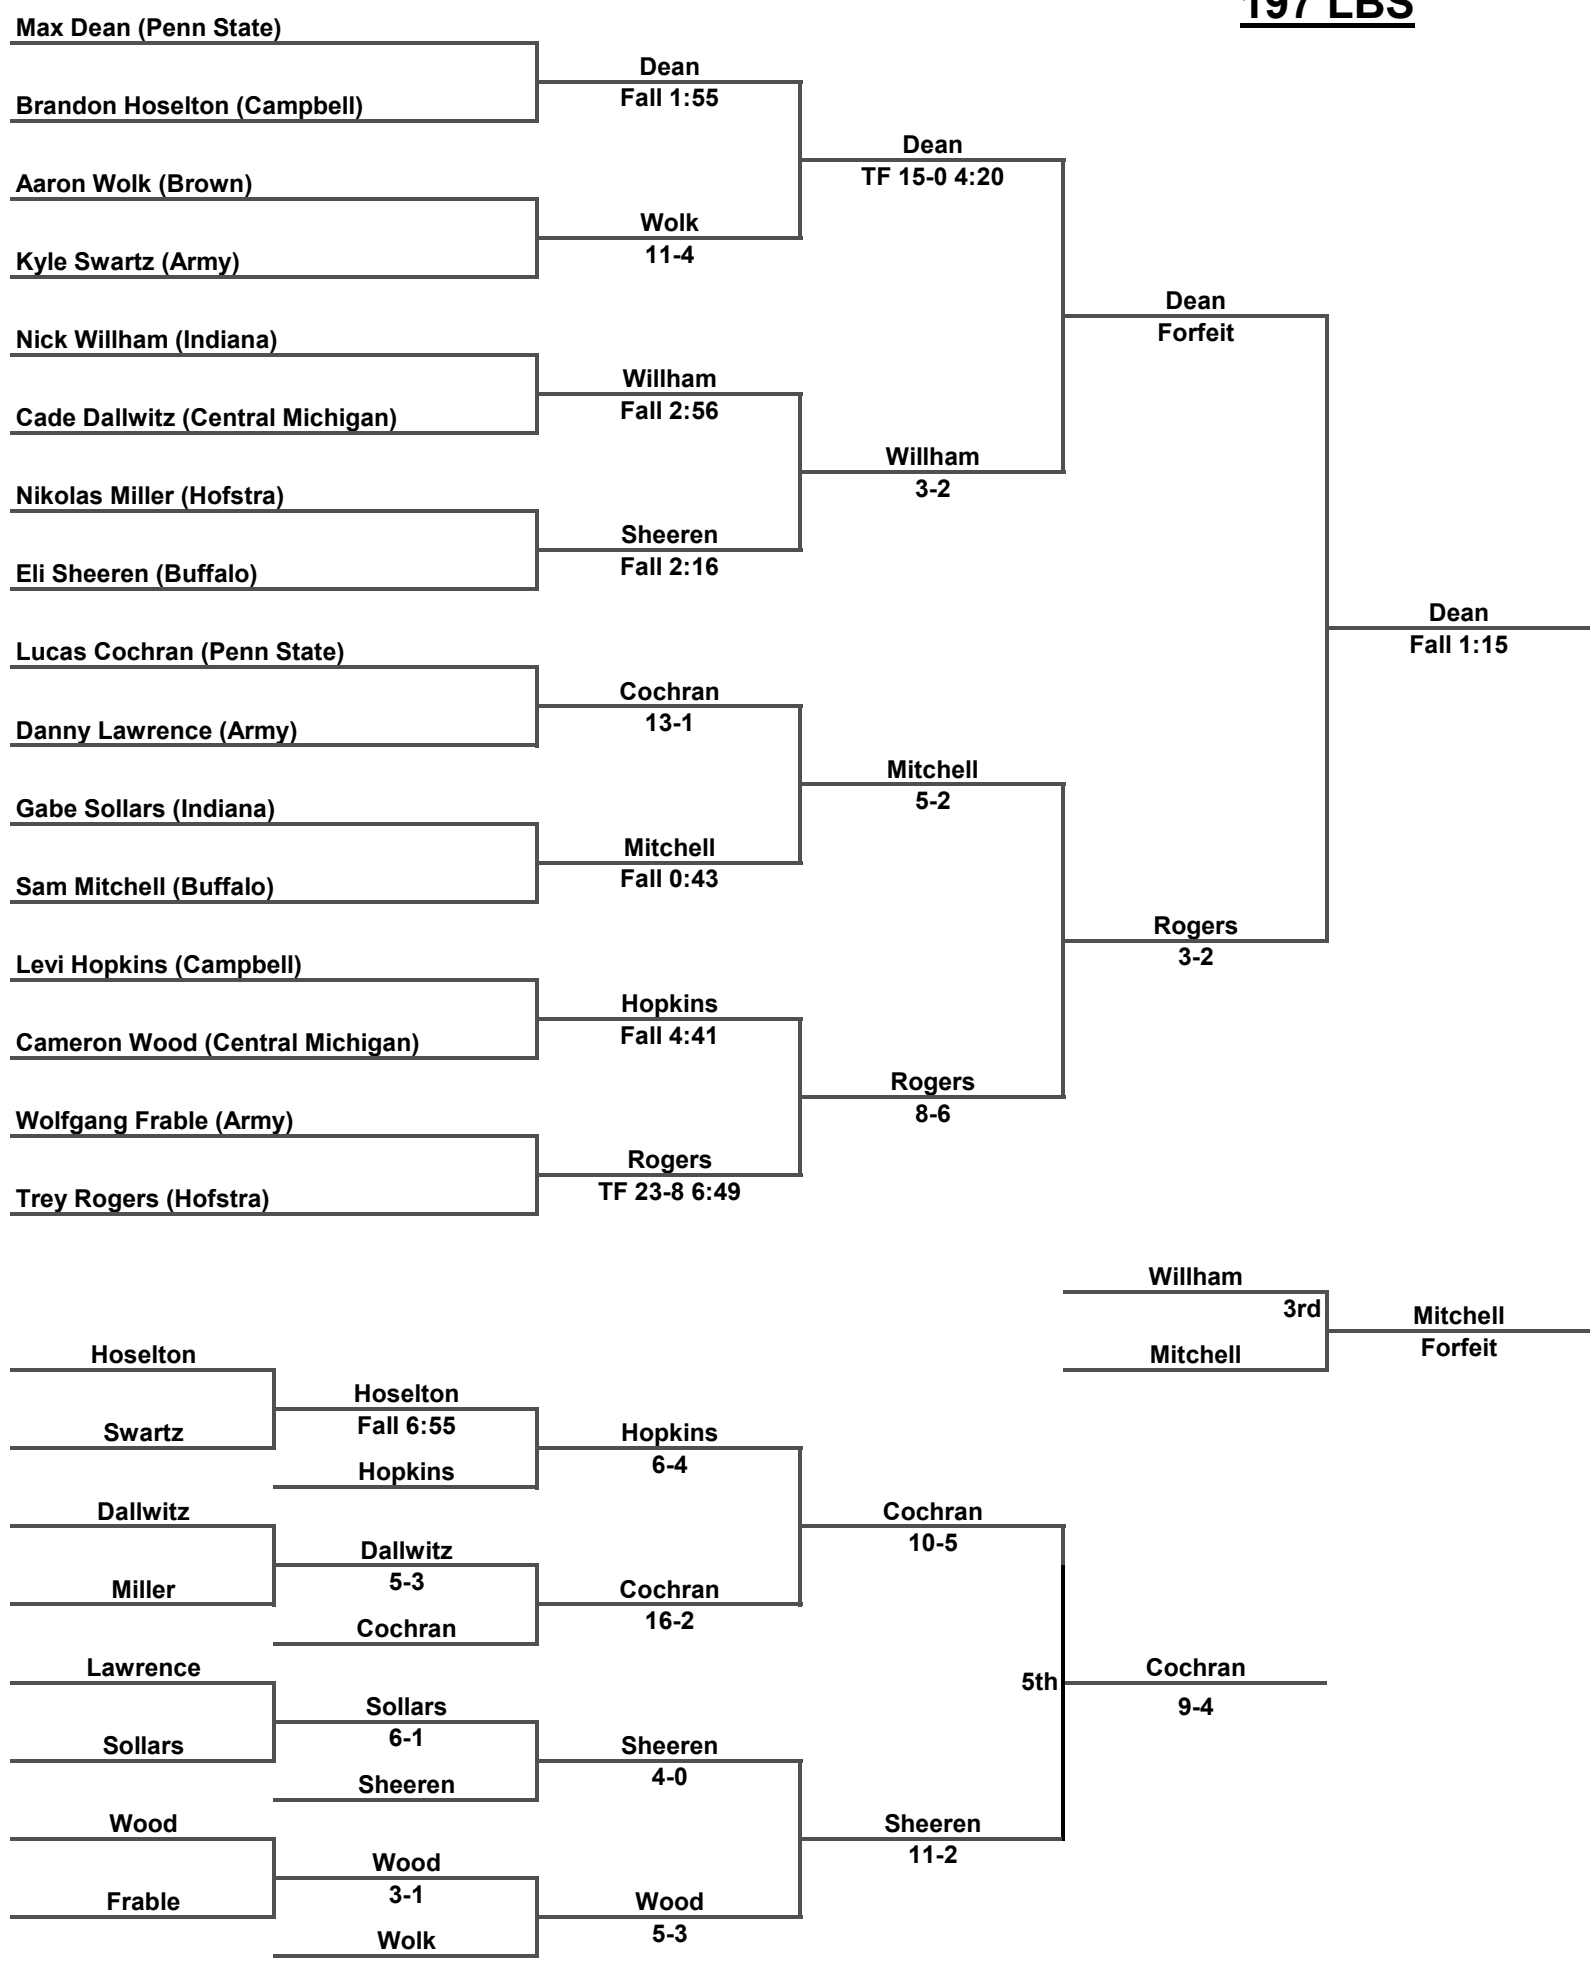 197 LBS
Max Dean (Penn State)
Dean
Brandon Hoselton (Campbell)
Fall 1:55
Dean
Aaron Wolk (Brown)
TF 15-0 4:20
Wolk
Kyle Swartz (Army)
11-4
Dean
Nick Willham (Indiana)
Forfeit
Willham
Cade Dallwitz (Central Michigan)
Fall 2:56
Willham
Nikolas Miller (Hofstra)
3-2
Sheeren
Eli Sheeren (Buffalo)
Fall 2:16
Dean
Lucas Cochran (Penn State)
Fall 1:15
Cochran
Danny Lawrence (Army)
13-1
Mitchell
Gabe Sollars (Indiana)
5-2
Mitchell
Sam Mitchell (Buffalo)
Fall 0:43
Rogers
Levi Hopkins (Campbell)
3-2
Hopkins
Cameron Wood (Central Michigan)
Fall 4:41
Rogers
Wolfgang Frable (Army)
8-6
Rogers
Trey Rogers (Hofstra)
TF 23-8 6:49
Willham
3rd
Mitchell
Mitchell
Forfeit
Hoselton
Hoselton
Swartz
Fall 6:55
Hopkins
Hopkins
6-4
Dallwitz
Cochran
Dallwitz
10-5
Miller
5-3
Cochran
Cochran
16-2
Lawrence
5th
Cochran
Sollars
9-4
Sollars
6-1
Sheeren
Sheeren
4-0
Wood
Sheeren
Wood
11-2
Frable
3-1
Wood
Wolk
5-3